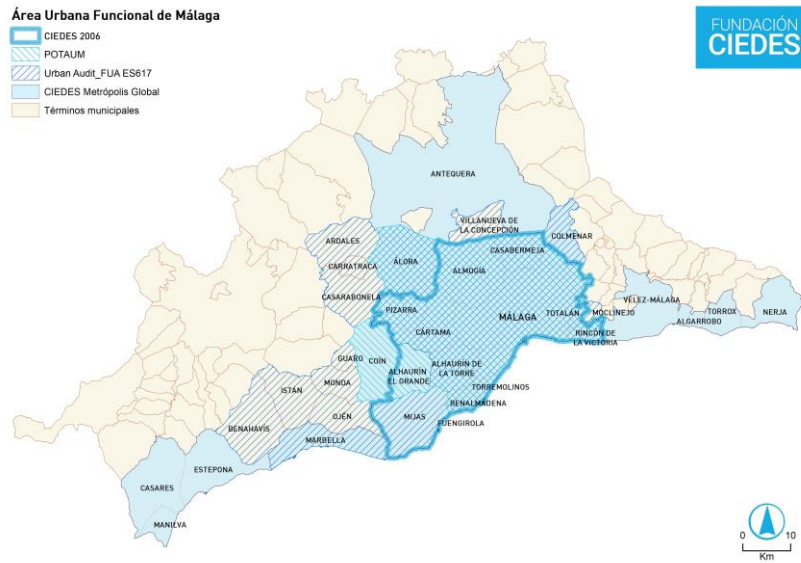 Área Urbana Funcional de Málaga
CIEDES 2006
POTAUM
Urban Audit_FUA ES617
CIEDES Metrópolis Global
Términos municipales
FUNDACIÓN
CIEDES
ANTEQUERA
VILLANUEVA DE
LA CONCEPCIÓN
COLMENAR
ARDALES
CASABERMEJA
ÁLORA
CARRATRACA
ALMOGIA
CASARABONELA
VÉLEZ-MÁLAGA
PIZARRA
TOTALÁN
MOCLINEJO
TORROX
NERJA
MÁLAGA
ALGARROBO
CÁRTAMA
RINCÓN DE
LA VICTORIA
GUARO
COÍN
ALHAURÍN DE
LA TORRE
ALHAURÍN
EL GRANDE
MONDA
ISTÁN
TORREMOLINOS
BENALMADENA
OJÉN
MIJAS
FUENGIROLA
BENAHAVÍS
MARBELLA
ESTEPONA
CASARES
MANILVA
0 10
Km